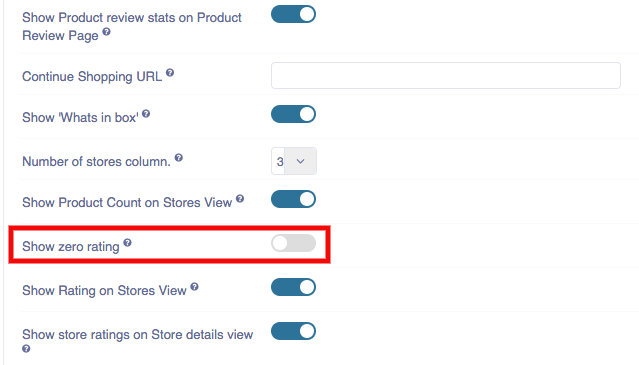 Show Product review stats on Product
Review Page ?
Continue Shopping URL ?
Show 'Whats in box' ?
Number of stores column. ?
3
Show Product Count on Stores View ?
Show zero rating ?
Show Rating on Stores View ?
Show store ratings on Store details view
?